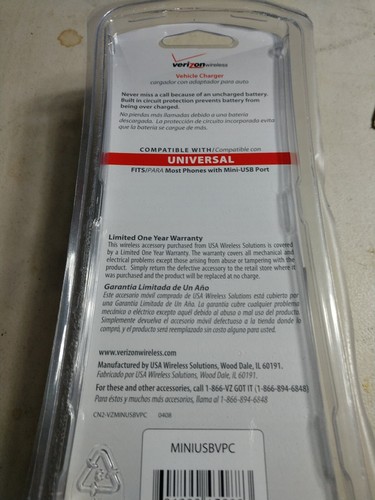 verizonwireless
Vehicle Charger
cargador con adaptador para auto
Never miss a call because of an uncharged battery.
Built in circuit protection prevents battery from
being over charged.
No pierdas más llamadas debido a una batería
descargada. La protección de circuito incorporada evita
que la batería se cargue de más.
COMPATIBLE WITH/Compatible con
UNIVERSAL
FITS/PARA Most Phones with Mini-USB Port
Limited One Year Warranty
This wireless accessory purchased from USA Wireless Solutions is covered
by a Limited One Year Warranty. The warranty covers all mechanical and
electrical problems except those arising from abuse or tampering with the
product. Simply return the defective accessory to the retail store where it
was purchased and the product will be replaced at no charge.
Garantía Limitada de Un Año
Este accesorio móvil comprado de USA Wireless Solutions está cubierto por
una Garantía Limitada de Un Año. La garantía cubre cualquier problema
mecánico o eléctrico excepto aquél debido al abuso o mal uso del producto.
Simplemente devuelva el accesorio móvil defectuoso a la tienda donde lo
compró, y el producto será reemplazado sin costo alguno para usted.
www.verizonwireless.com
Manufactured by USA Wireless Solutions, Wood Dale, IL 60191.
Fabricado por USA Wireless Solutions, Wood Dale, IL 60191.
For these and other accessories, call 1-866-VZ GOT IT (1-866-894-6848)
Para éstos y muchos más accesorios, llama al 1-866-894-6848
CN2-VZMINUSBVPC 0408
MINIUSBVPC